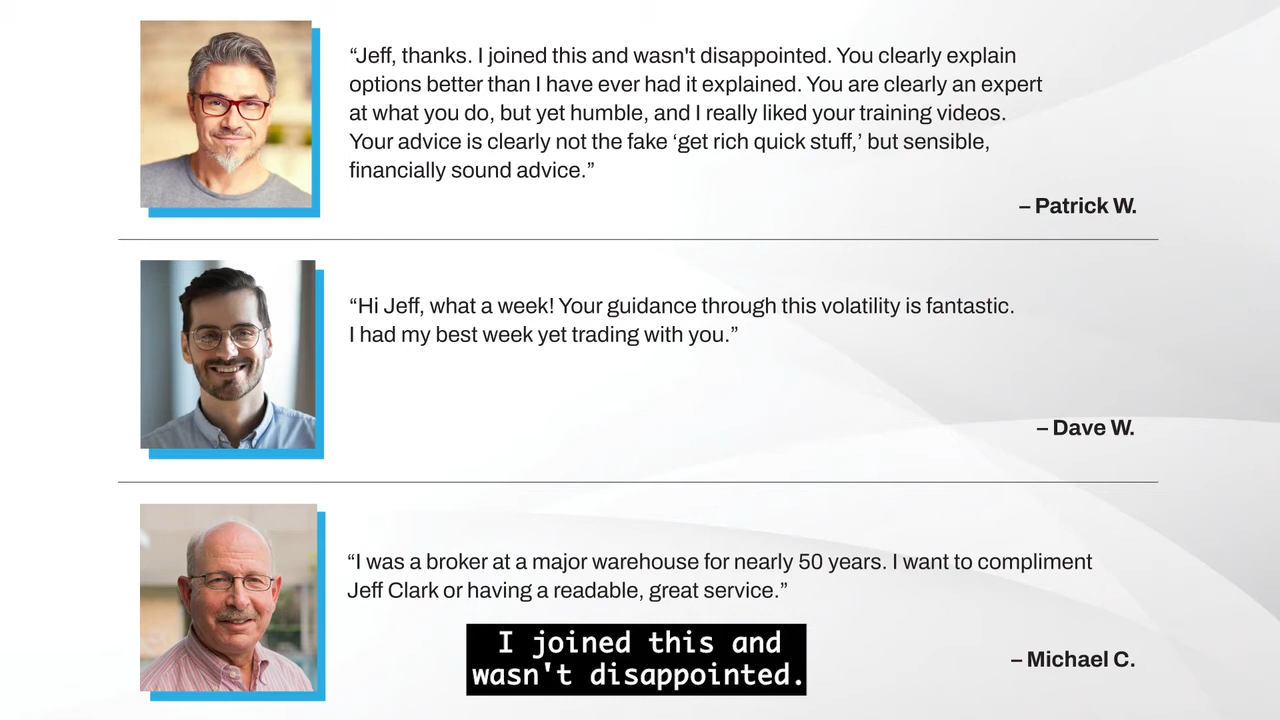 “Jeff, thanks. I joined this and wasn't disappointed. You clearly explain
options better than I have ever had it explained. You are clearly an expert
at what you do, but yet humble, and I really liked your training videos.
Your advice is clearly not the fake ‘get rich quick stuff,’ but sensible,
financially sound advice.”
– Patrick W.
“Hi Jeff, what a week! Your guidance through this volatility is fantastic.
I had my best week yet trading with you.”
– Dave W.
“I was a broker at a major warehouse for nearly 50 years. I want to compliment
Jeff Clark or having a readable, great service.”
– Michael C.
I joined this and
wasn't disappointed.